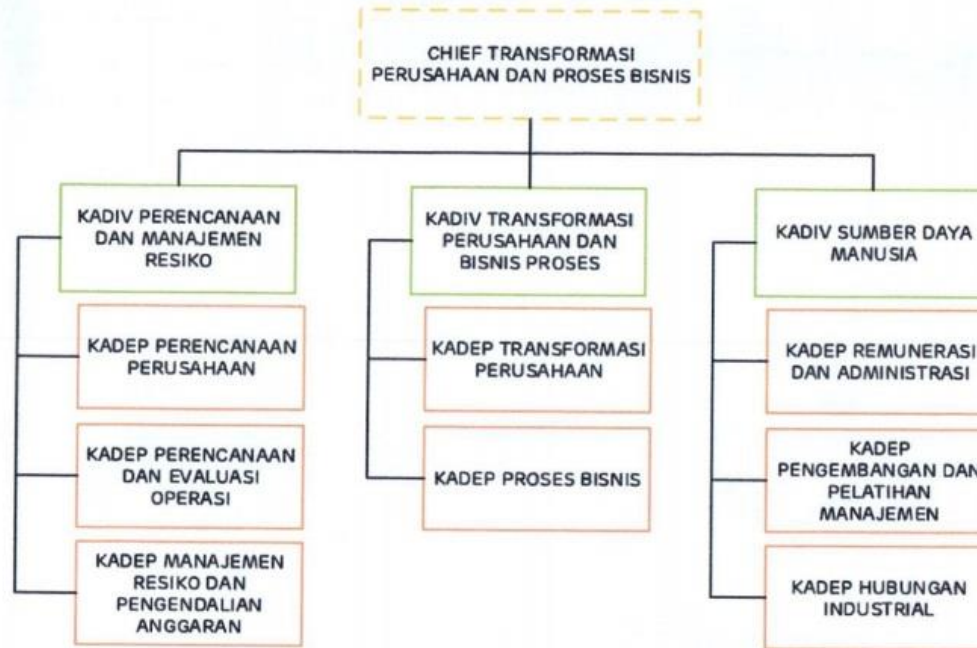 CHIEF TRANSFORMASI
PERUSAHAAN DAN PROSES BISNIS
KADIV PERENCANAAN
DAN MANAJEMEN
RESIKO
KADEP PERENCANAAN
PERUSAHAAN
KADEP PERENCANAAN
DAN EVALUASI
OPERASI
KADEP MANAJEMEN
RESIKO DAN
PENGENDALIAN
ANGGARAN
KADIV TRANSFORMASI
PERUSAHAAN DAN
BISNIS PROSES
KADEP TRANSFORMASI
PERUSAHAAN
KADEP PROSES BISNIS
KADIV SUMBER DAYA
MANUSIA
KADEP REMUNERASI
DAN ADMINISTRASI
KADEP
PENGEMBANGAN DAN
PELATIHAN
MANAJEMEN
KADEP HUBUNGAN
INDUSTRIAL